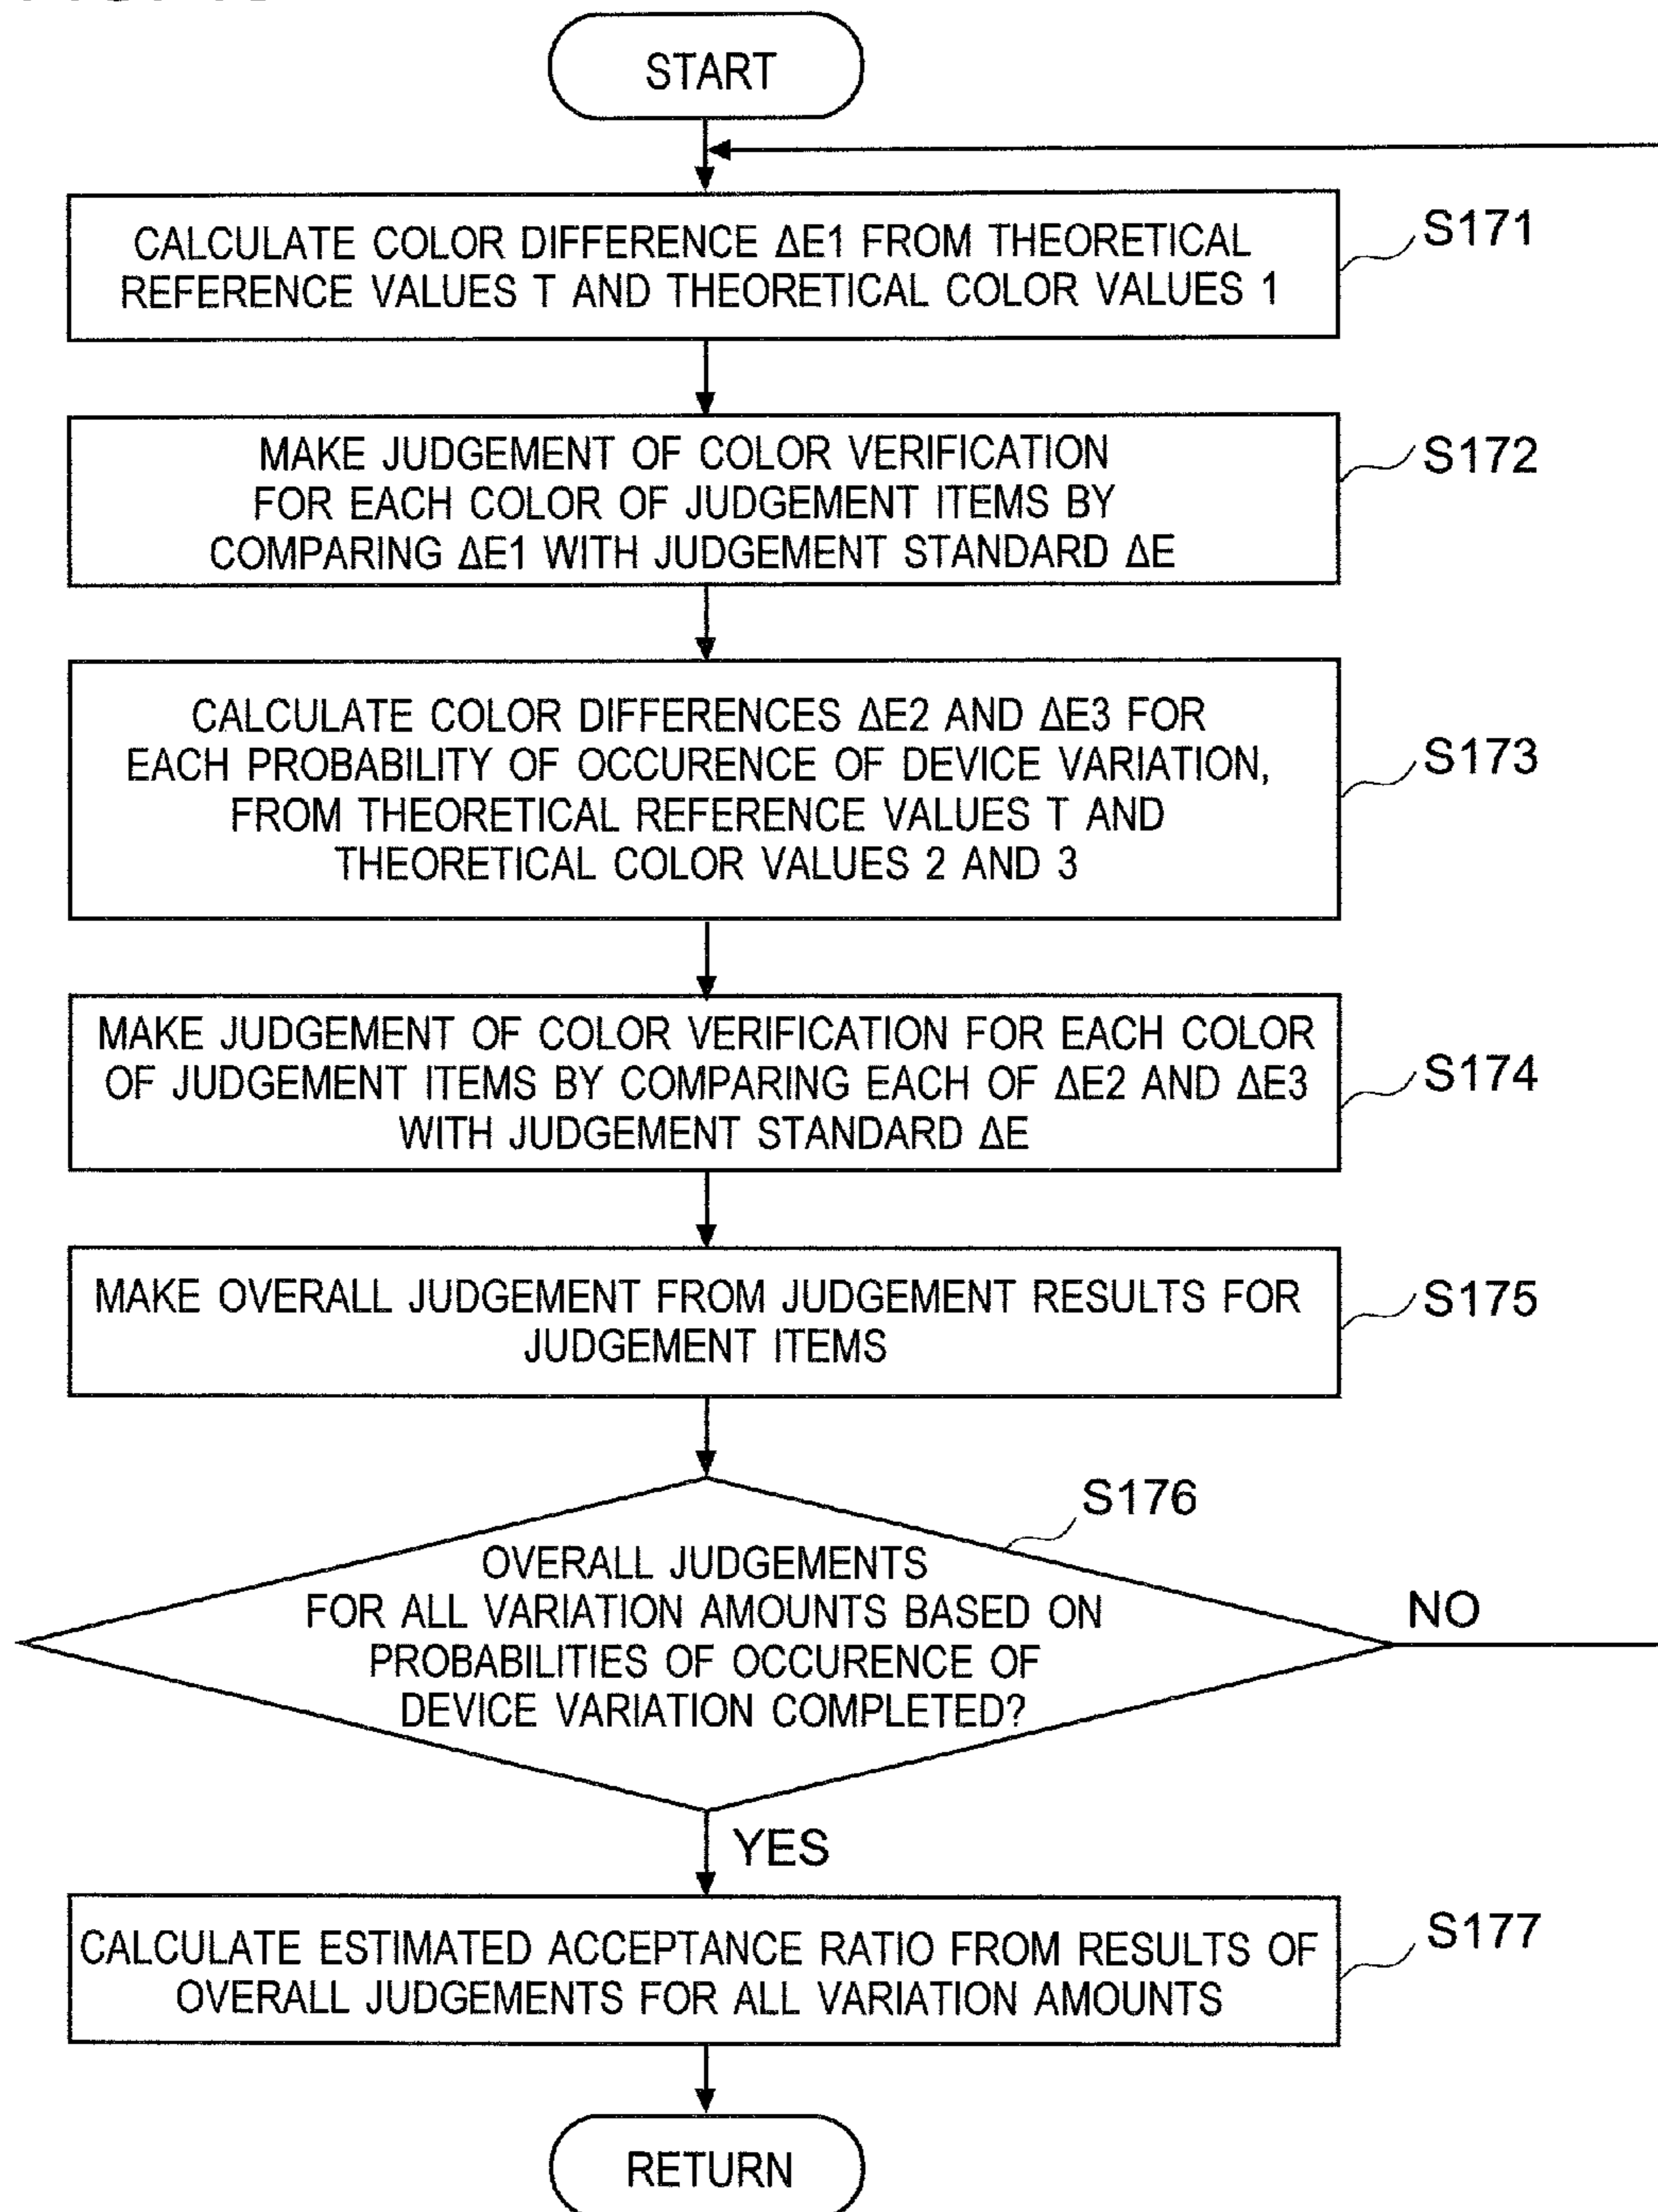 START
CALCULATE COLOR DIFFERENCE ΔE1 FROM THEORETICAL
REFERENCE VALUES T AND THEORETICAL COLOR VALUES 1
S171
MAKE JUDGEMENT OF COLOR VERIFICATION
FOR EACH COLOR OF JUDGEMENT ITEMS BY
COMPARING ΔE1 WITH JUDGEMENT STANDARD ΔE
S172
CALCULATE COLOR DIFFERENCES ΔE2 AND ΔE3 FOR
EACH PROBABILITY OF OCCURENCE OF DEVICE VARIATION,
FROM THEORETICAL REFERENCE VALUES T AND
THEORETICAL COLOR VALUES 2 AND 3
S173
MAKE JUDGEMENT OF COLOR VERIFICATION FOR EACH COLOR
OF JUDGEMENT ITEMS BY COMPARING EACH OF ΔE2 AND ΔE3
WITH JUDGEMENT STANDARD ΔE
S174
MAKE OVERALL JUDGEMENT FROM JUDGEMENT RESULTS FOR
JUDGEMENT ITEMS
S175
S176
OVERALL JUDGEMENTS
FOR ALL VARIATION AMOUNTS BASED ON
PROBABILITIES OF OCCURENCE OF
DEVICE VARIATION COMPLETED?
NO
YES
CALCULATE ESTIMATED ACCEPTANCE RATIO FROM RESULTS OF
OVERALL JUDGEMENTS FOR ALL VARIATION AMOUNTS
S177
RETURN